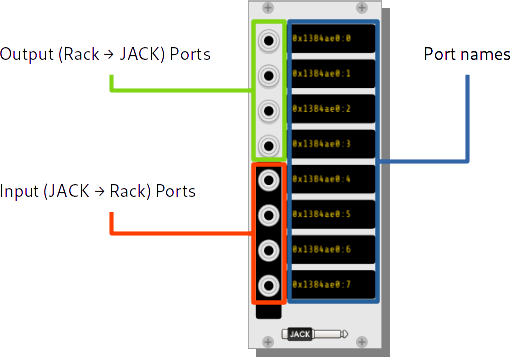 Output (Rack → JACK) Ports
Port names
Input (JACK → Rack) Ports
0x1384ae0:0
0x1384ae0:1
0x1384ae0:2
0x1384ae0:3
0x1384ae0:4
0x1384ae0:5
0x1384ae0:6
0x1384ae0:7
JACK